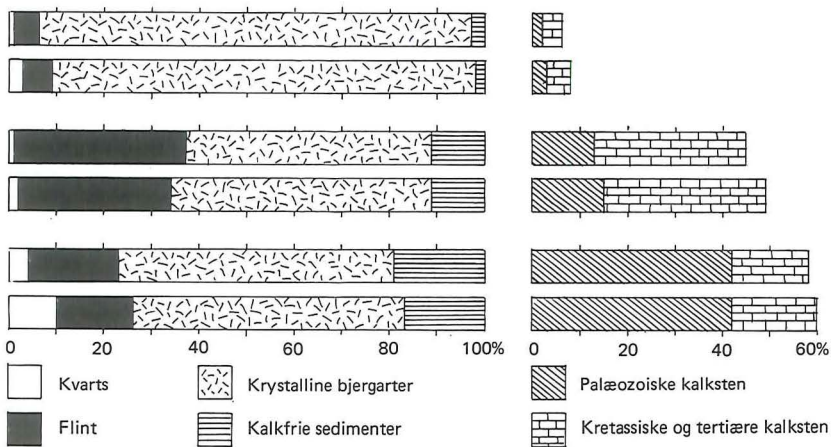 0 20 40 60 80 100% 0 20 40 60%
Kvarts Krystalline bjergarter Palæozoiske kalksten
Flint Kalkfrie sedimenter Kretassiske og tertiære kalksten